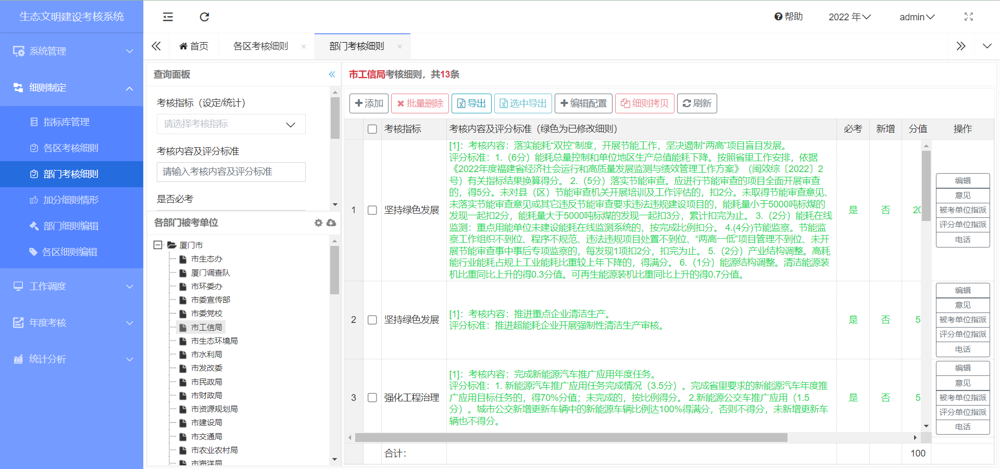 生态文明建设考核系统
帮助
2022 年
admin
系统管理
细则制定
指标库管理
各区考核细则
部门考核细则
加分细则情形
部门细则编辑
各区细则编辑
工作调度
年度考核
统计分析
首页
各区考核细则
部门考核细则
查询面板
考核指标（设定/统计）
请选择考核指标
考核内容及评分标准
请输入考核内容及评分标准
是否必考
各部门被考单位
厦门市
市生态办
厦门调查队
市环委办
市委宣传部
市委党校
市工信局
市生态环境局
市水利局
市发改委
市民政局
市财政局
市资源规划局
市建设局
市交通局
市农业农村局
市海洋局
市工信局考核细则，共13条
添加
批量删除
导出
选中导出
编辑配置
细则拷贝
刷新
考核指标
考核内容及评分标准（绿色为已修改细则）
必考
新增
分值
操作
1
坚持绿色发展
[1]：考核内容：落实能耗“双控”制度，开展节能工作，坚决遏制“两高”项目盲目发展。
评分标准：1.（6分）能耗总量控制和单位地区生产总值能耗下降。按照省里工作安排，依据
《2022年度福建省经济社会运行和高质量发展监测与绩效管理工作方案》（闽效综〔2022〕2
号）有关指标结果换算得分。 2.（5分）落实节能审查。应进行节能审查的项目全面开展审查
的，得5分。未对县（区）节能审查机关开展培训及工作评估的，扣2分。未取得节能审查意见、
未落实节能审查意见或其它违反节能审查要求违法违规建设项目的，能耗量小于5000吨标煤的
发现一起扣2分，能耗量大于5000吨标煤的发现一起扣3分，累计扣完为止。 3.（2分）能耗在线
监测：重点用能单位未建设能耗在线监测系统的，按完成比例扣分。 4.(4分)节能监察。节能监
察工作组织不到位、程序不规范、违法违规项目处置不到位、“两高一低”项目管理不到位、未开
展节能审查事中事后专项监察的，每发现1项扣2分，扣完为止。 5.（2分）产业结构调整。高耗
能行业能耗占规上工业能耗比重较上年下降的，得满分。 6.（1分）能源结构调整。清洁能源装
机比重同比上升的得0.3分值。可再生能源装机比重同比上升的得0.7分值。
是
否
20
编辑
意见
被考单位指派
评分单位指派
电话
2
坚持绿色发展
[1]：考核内容：推进重点企业清洁生产。
评分标准：推进超能耗企业开展强制性清洁生产审核。
是
否
5
编辑
意见
被考单位指派
评分单位指派
电话
3
强化工程治理
[1]：考核内容：完成新能源汽车推广应用年度任务。
评分标准：1. 新能源汽车推广应用任务完成情况（3.5分）。完成省里要求的新能源汽车年度推
广应用目标任务的，得70%分值；未完成的，按比例得分。 2.新能源公交车推广应用（1.5
分）。城市公交新增更新车辆中的新能源车辆比例达100%得满分，否则不得分，未新增更新车
辆也不得分。
是
否
5
编辑
意见
被考单位指派
评分单位指派
电话
合计：
100